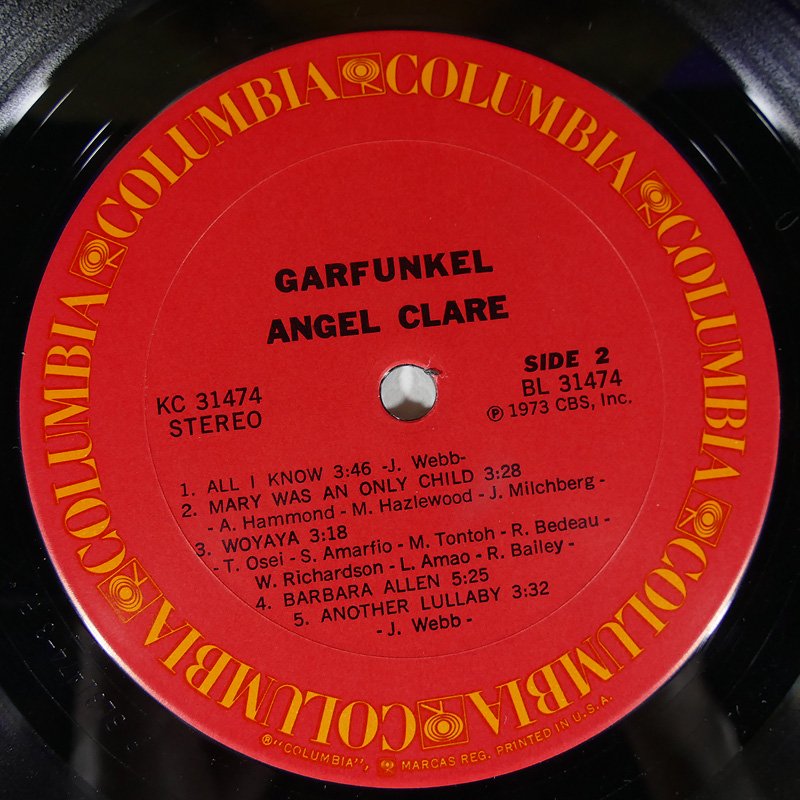 COLUMBIA COLUMBIA COLUMBIA COLUMBIA COLUMBIA COLUMBIA COLUMBIA
GARFUNKEL
ANGEL CLARE
KC 31474
STEREO
SIDE 2
BL 31474
Ⓟ 1973 CBS, Inc.
1. ALL I KNOW 3:46 -J. Webb-
2. MARY WAS AN ONLY CHILD 3:28
- A. Hammond - M. Hazlewood - J. Milchberg -
3. WOYAYA 3:18
- T. Osei - S. Amarfio - M. Tontoh - R. Bedeau -
W. Richardson - L. Amao - R. Bailey -
4. BARBARA ALLEN 5:25
5. ANOTHER LULLABY 3:32
- J. Webb -
®"COLUMBIA", MARCAS REG. PRINTED IN U.S.A.